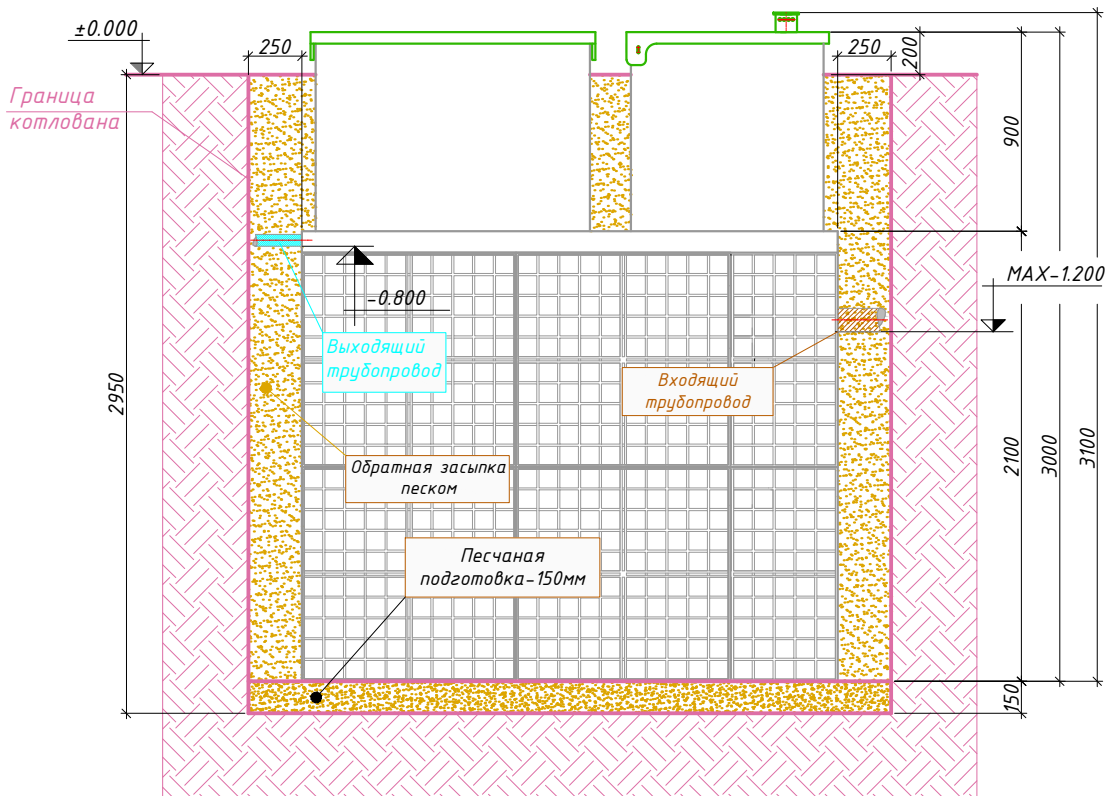 ±0.000
250
250
200
Граница
котлована
900
MAX-1.200
-0.800
Выходящий
трубопровод
Входящий
трубопровод
2950
2100
3000
3100
Обратная засыпка
песком
Песчаная
подготовка-150мм
150